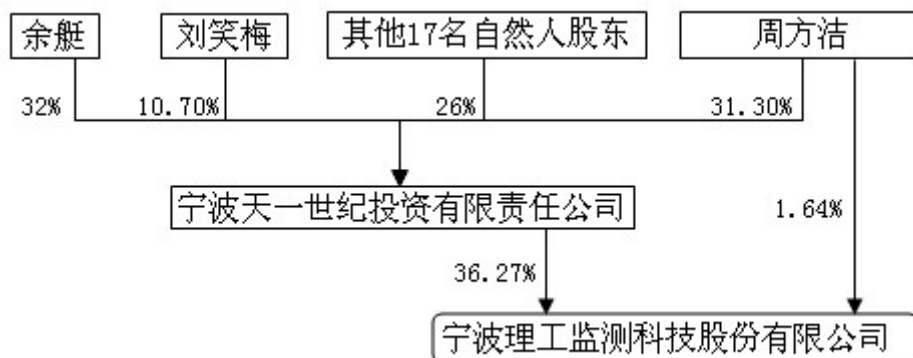 余艇
刘笑梅
其他17名自然人股东
周方洁
32%
10.70%
26%
31.30%
宁波天一世纪投资有限责任公司
1.64%
36.27%
宁波理工监测科技股份有限公司